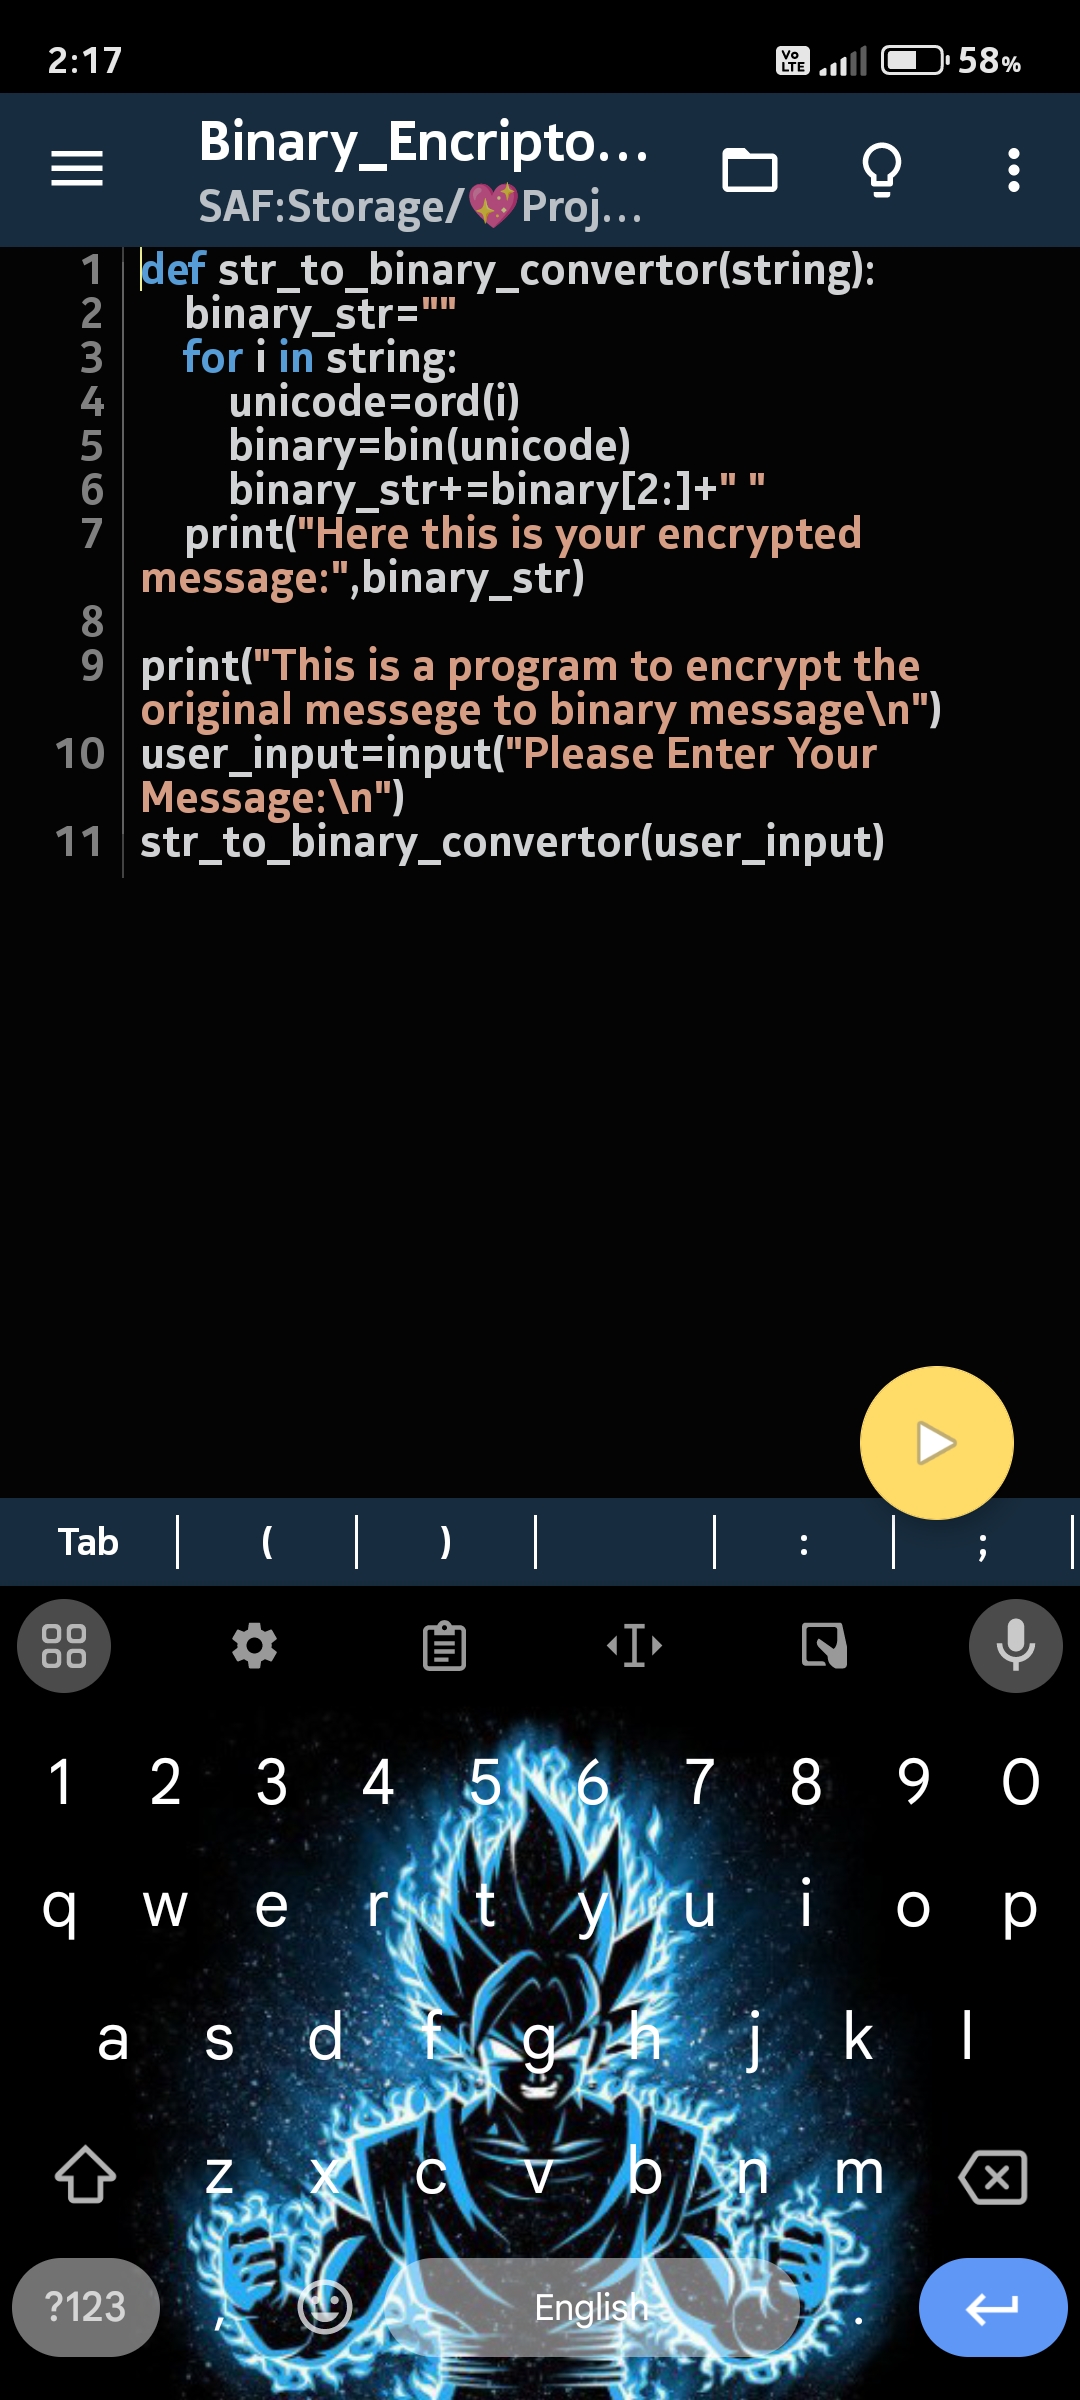 2:17
Vo LTE 58%
Binary_Encripto...
SAF:Storage/💖Proj...
1 def str_to_binary_convertor(string):
2 binary_str=""
3 for i in string:
4 unicode=ord(i)
5 binary=bin(unicode)
6 binary_str+=binary[2:]+" "
7 print("Here this is your encrypted
message:",binary_str)
8
9 print("This is a program to encrypt the
original messege to binary message\n")
10 user_input=input("Please Enter Your
Message:\n")
11 str_to_binary_convertor(user_input)
Tab ( ) : ;
1 2 3 4 5 6 7 8 9 0
q w e r t y u i o p
a s d f g h j k l
z x c v b n m
?123 , English .